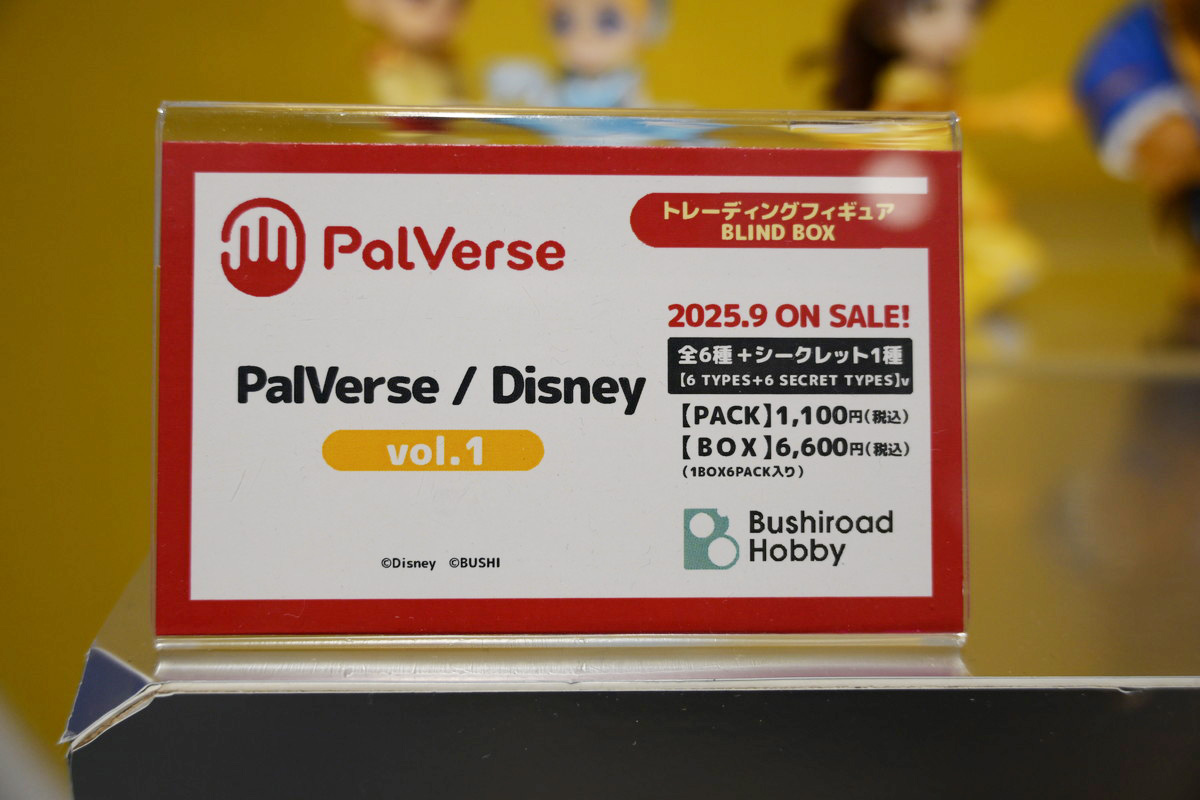 PalVerse
トレーディングフィギュア
BLIND BOX
PalVerse / Disney
vol.1
2025.9 ON SALE!
全6種+シークレット1種
【6 TYPES+6 SECRET TYPES】v
【PACK】1,100円(税込)
【BOX】6,600円(税込)
(1BOX6PACK入り)
Bushiroad
Hobby
©Disney ©BUSHI